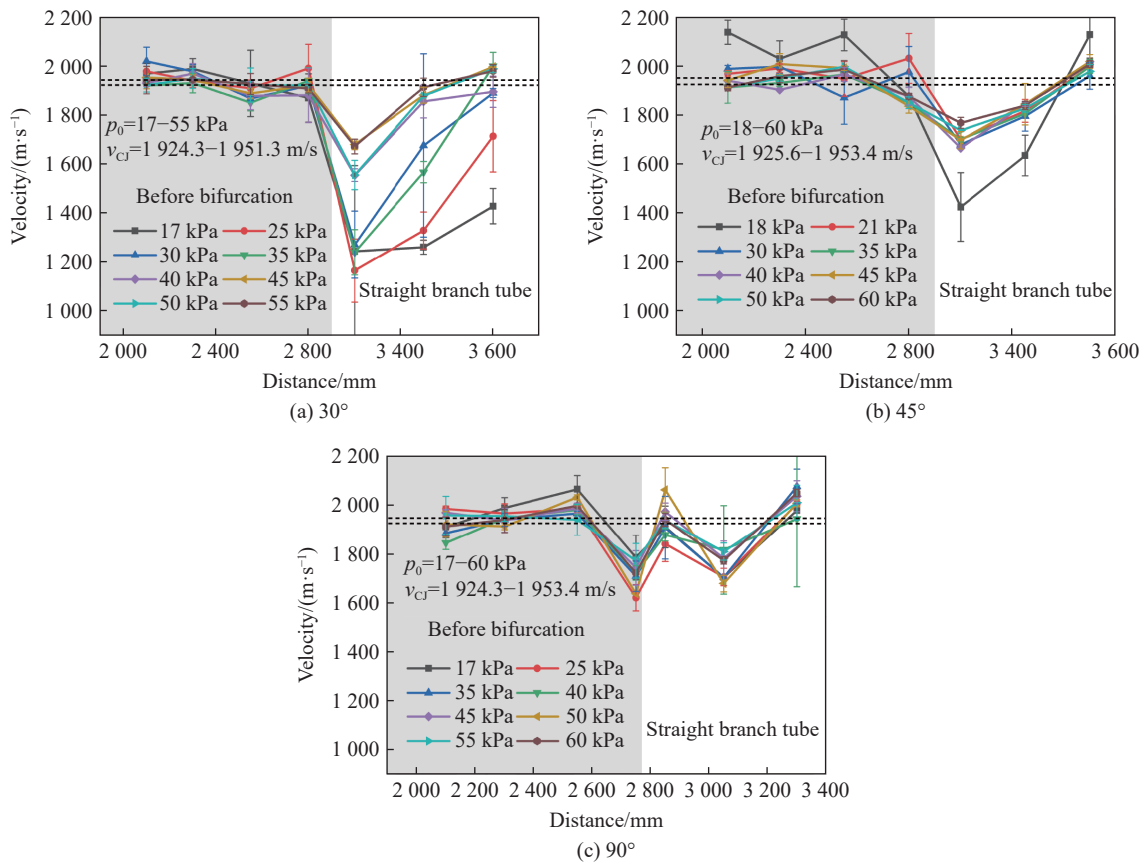 2 200
2 000
1 800
1 600
1 400
1 200
1 000
Velocity/(m·s⁻¹)
p₀=17−55 kPa
v_CJ=1 924.3−1 951.3 m/s
Before bifurcation
17 kPa 25 kPa
30 kPa 35 kPa
40 kPa 45 kPa
50 kPa 55 kPa
Straight branch tube
2 000 2 400 2 800 3 400 3 600
Distance/mm
(a) 30°
2 200
2 000
1 800
1 600
1 400
1 200
1 000
Velocity/(m·s⁻¹)
p₀=18−60 kPa
v_CJ=1 925.6−1 953.4 m/s
Before bifurcation
18 kPa 21 kPa
30 kPa 35 kPa
40 kPa 45 kPa
50 kPa 60 kPa
Straight branch tube
2 000 2 400 2 800 3 400 3 600
Distance/mm
(b) 45°
2 200
2 000
1 800
1 600
1 400
1 200
1 000
Velocity/(m·s⁻¹)
p₀=17−60 kPa
v_CJ=1 924.3−1 953.4 m/s
Before bifurcation
17 kPa 25 kPa
35 kPa 40 kPa
45 kPa 50 kPa
55 kPa 60 kPa
Straight branch tube
2 000 2 200 2 400 2 600 2 800 3 000 3 200 3 400
Distance/mm
(c) 90°